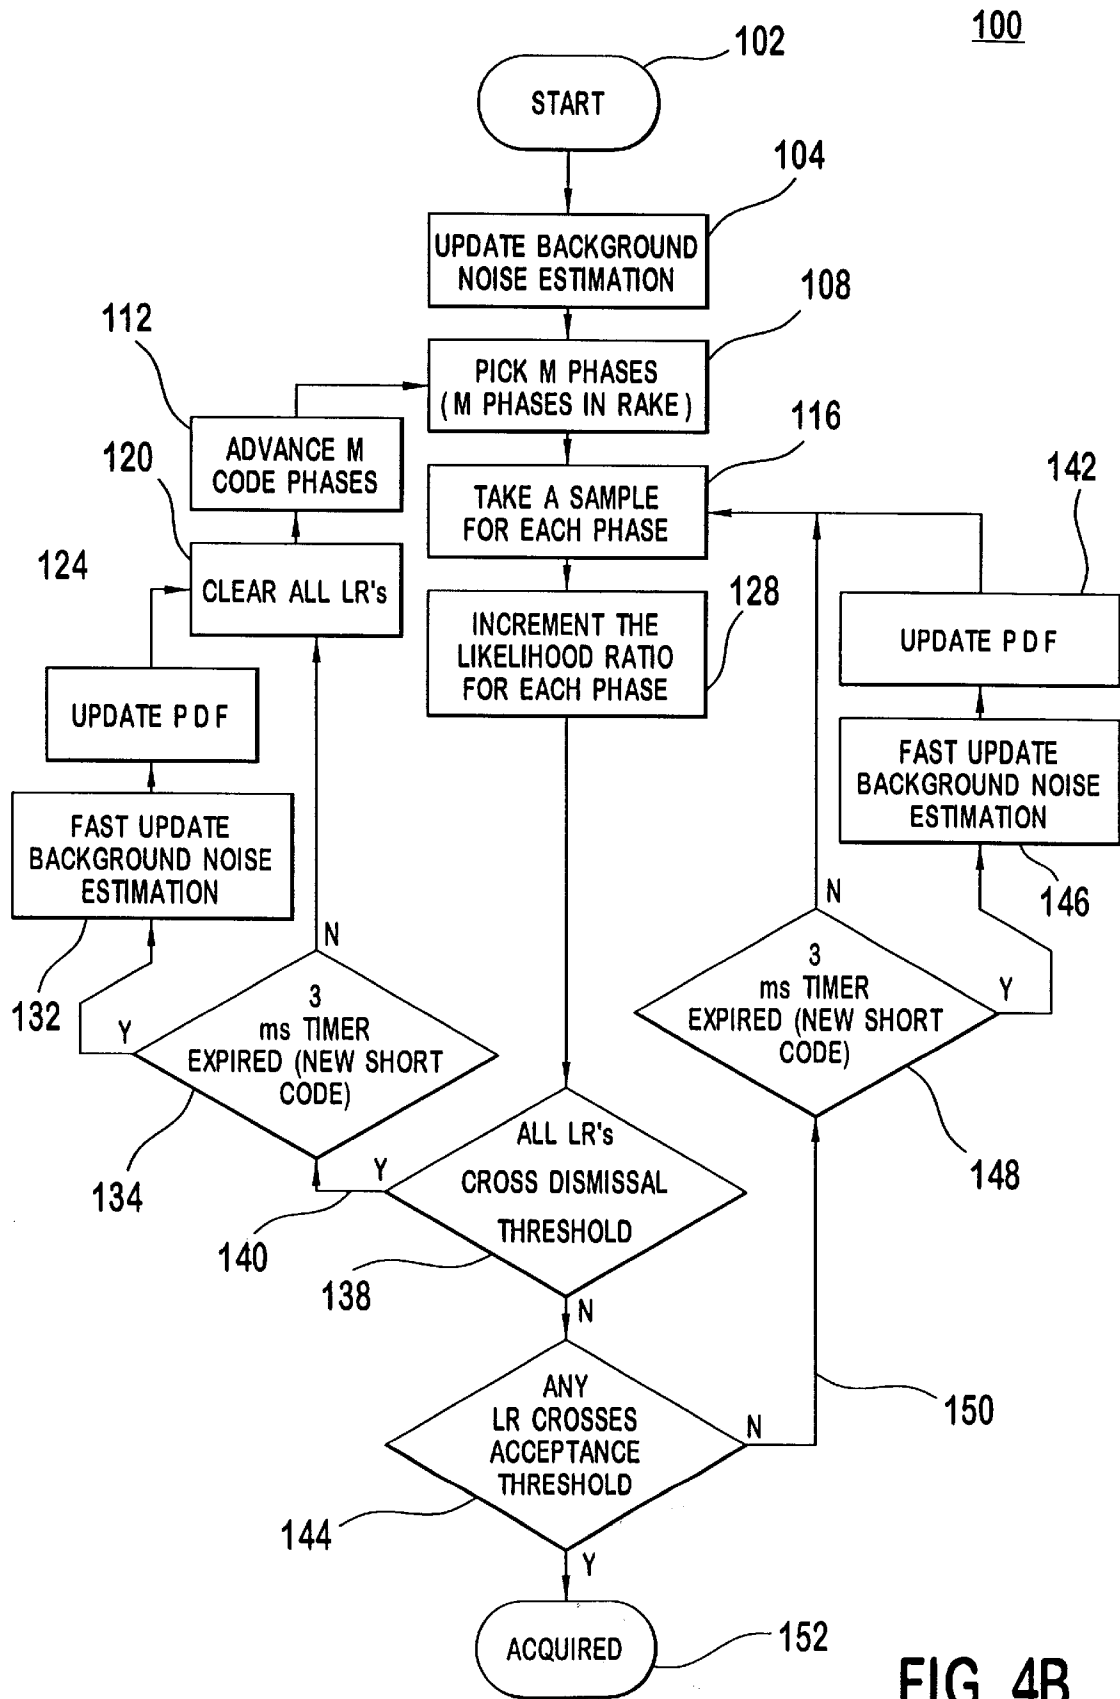 100
102
START
104
UPDATE BACKGROUND
NOISE ESTIMATION
108
112
PICK M PHASES
( M PHASES IN RAKE )
116
ADVANCE M
CODE PHASES
120
142
TAKE A SAMPLE
FOR EACH PHASE
124
CLEAR ALL LR's
128
INCREMENT THE
LIKELIHOOD RATIO
FOR EACH PHASE
UPDATE P D F
UPDATE P D F
FAST UPDATE
BACKGROUND NOISE
ESTIMATION
FAST UPDATE
BACKGROUND NOISE
ESTIMATION
146
132
N
N
3
ms TIMER
EXPIRED (NEW SHORT
CODE)
Y
3
ms TIMER
EXPIRED (NEW SHORT
CODE)
Y
134
148
ALL LR's
CROSS DISMISSAL
THRESHOLD
Y
140
138
N
ANY
LR CROSSES
ACCEPTANCE
THRESHOLD
N
150
144
Y
ACQUIRED
152
FIG. 4B